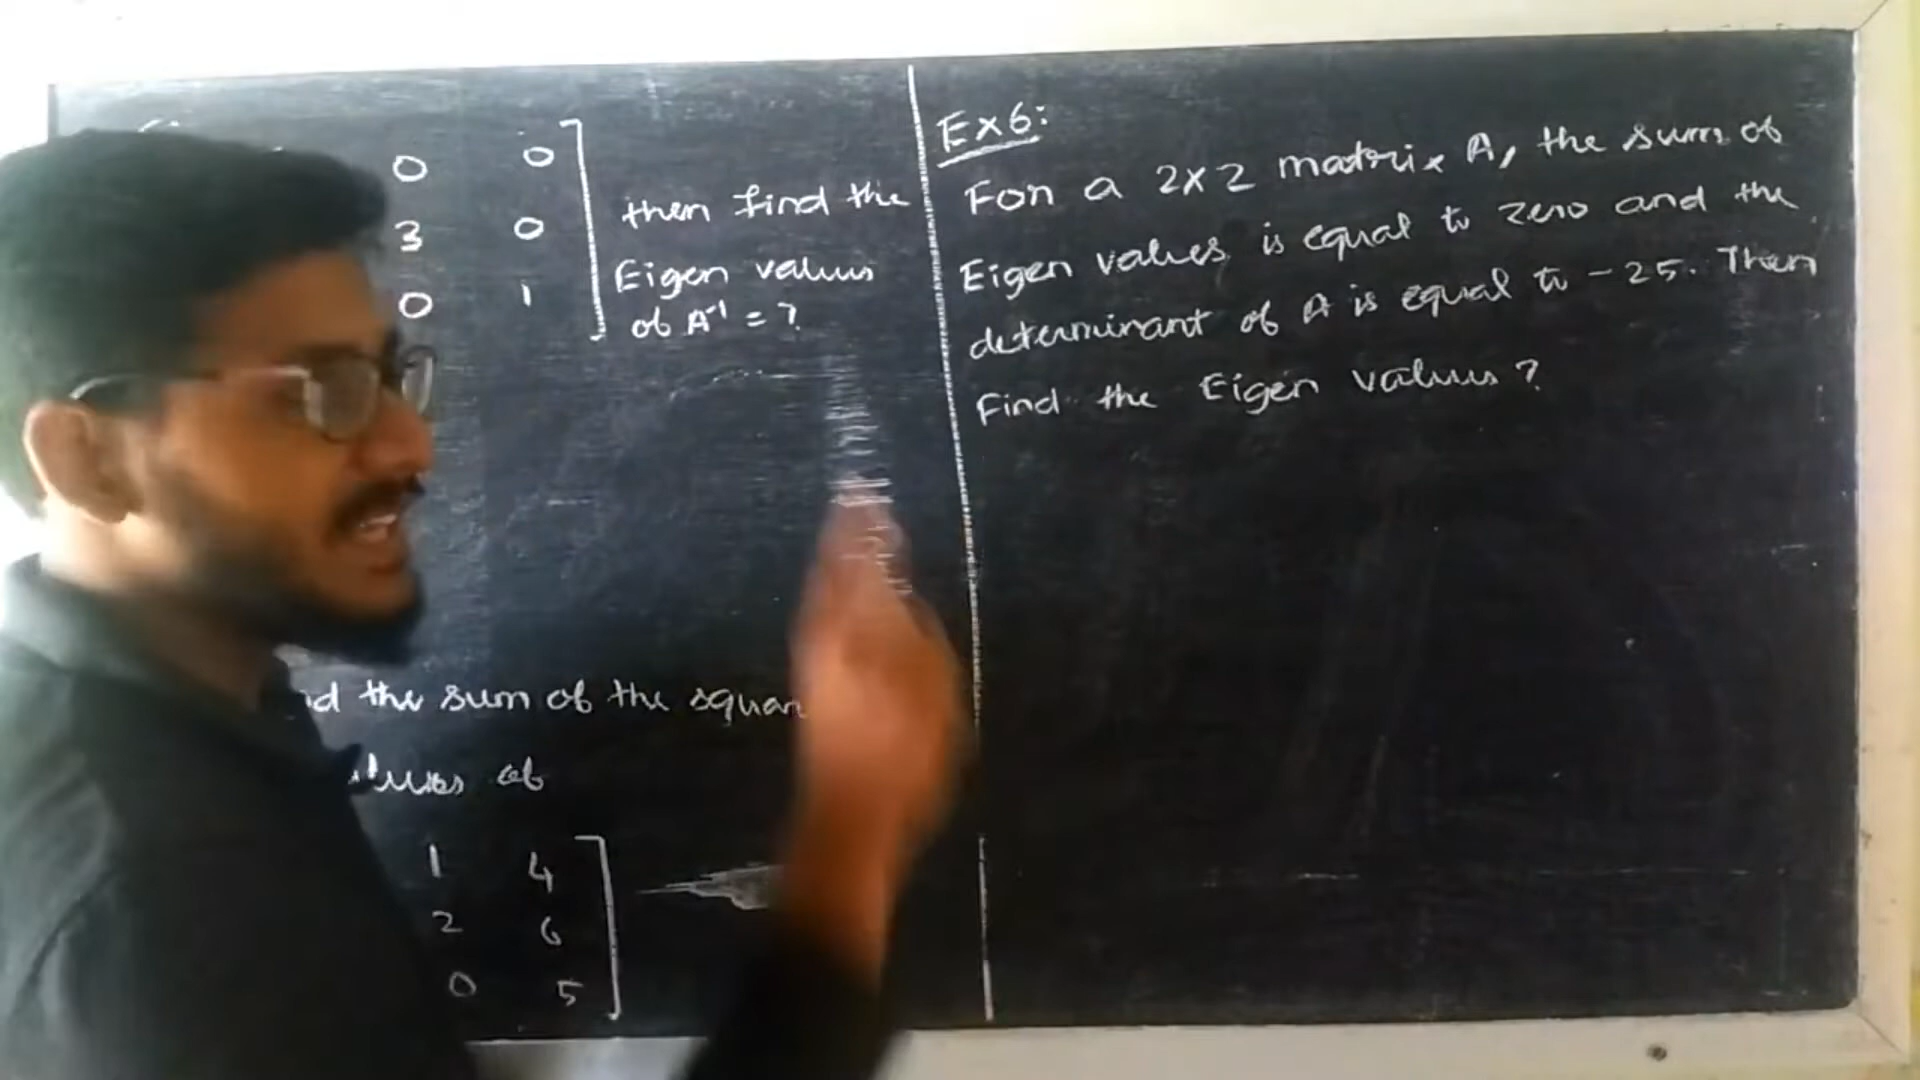 0 0
3 0
0 1
then find the
Eigen values
of A⁻¹ = ?
the sum of the
of
1 4
2 6
0 5
Ex6:
For a 2x2 matrix A, the sum of
Eigen values is equal to zero and the
determinant of A is equal to -25. Then
Find the Eigen values?